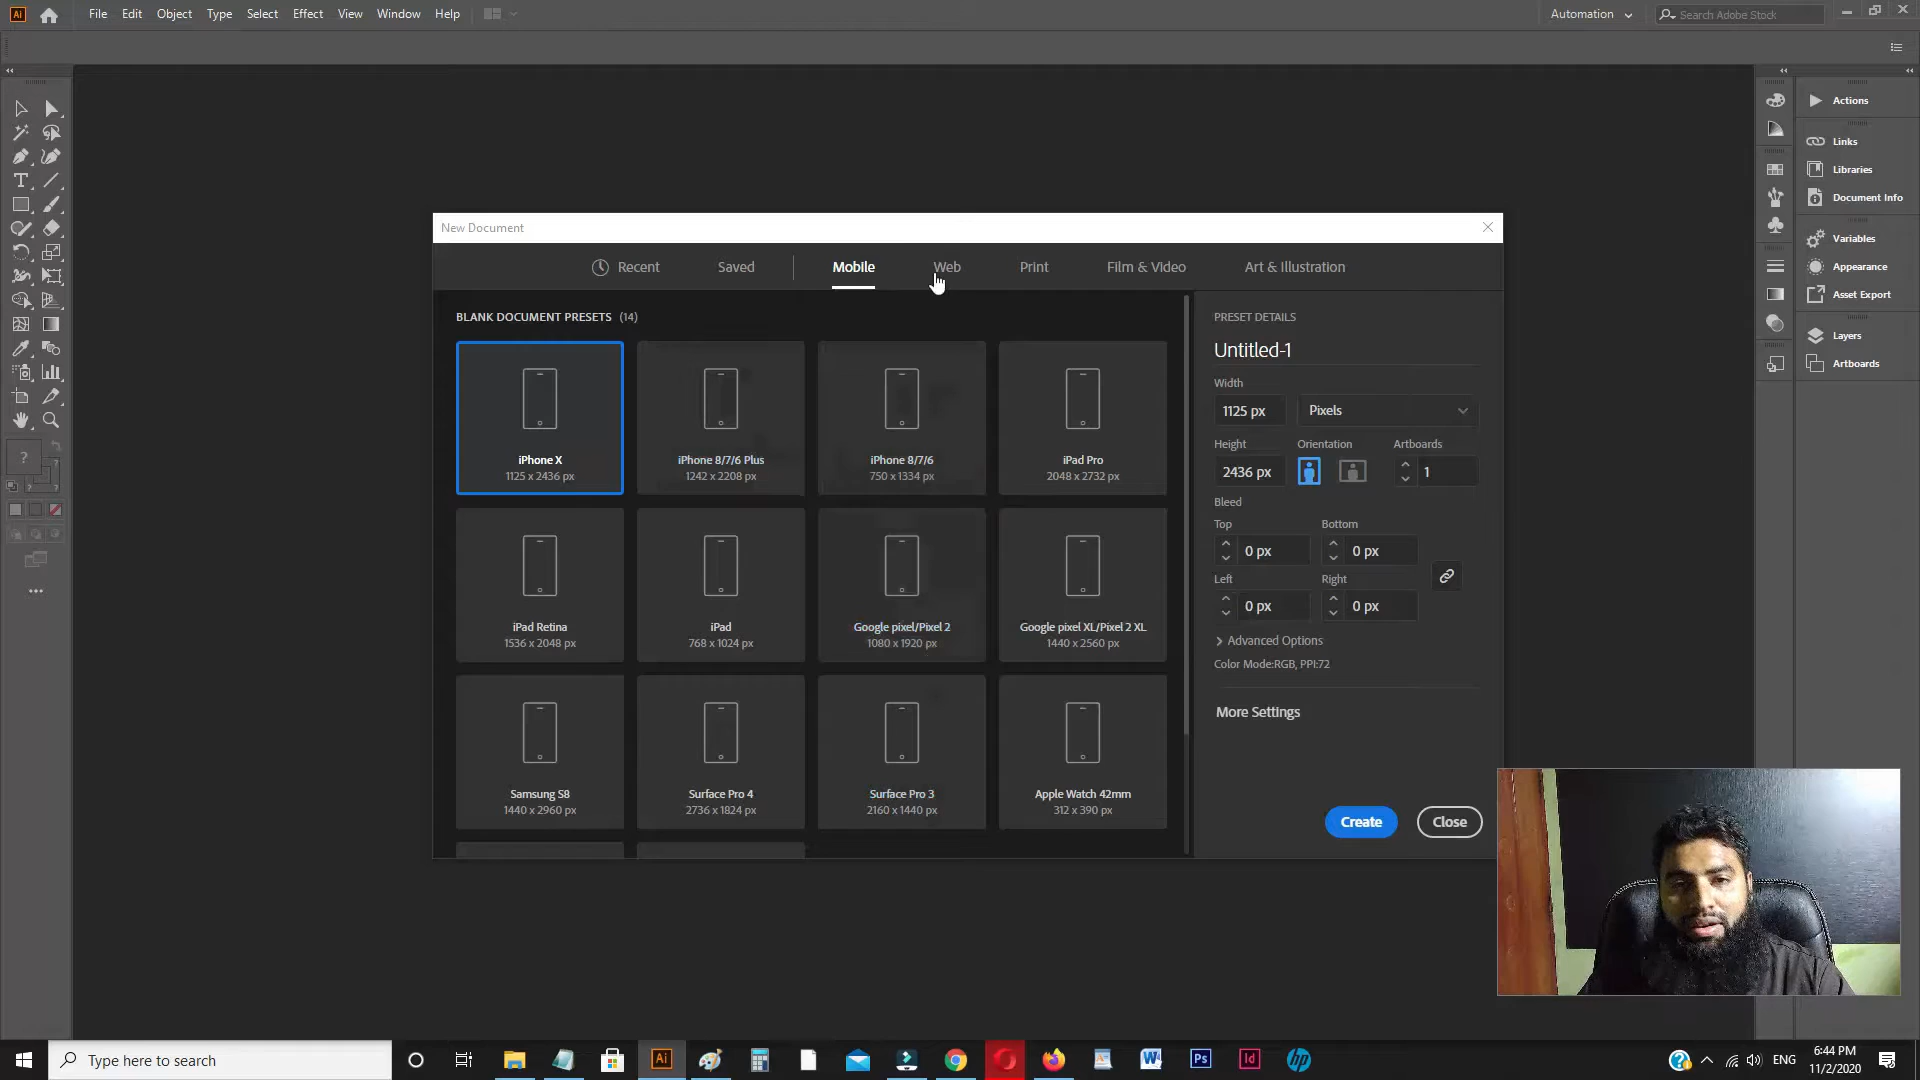 Ai File Edit Object Type Select Effect View Window Help Automation Search Adobe Stock
Actions
Links
Libraries
Document Info
Variables
Appearance
Asset Export
Layers
Artboards
New Document
Recent Saved Mobile Web Print Film & Video Art & Illustration
BLANK DOCUMENT PRESETS (14)
iPhone X
1125 x 2436 px
iPhone 8/7/6 Plus
1242 x 2208 px
iPhone 8/7/6
750 x 1334 px
iPad Pro
2048 x 2732 px
iPad Retina
1536 x 2048 px
iPad
768 x 1024 px
Google pixel/Pixel 2
1080 x 1920 px
Google pixel XL/Pixel 2 XL
1440 x 2560 px
Samsung S8
1440 x 2960 px
Surface Pro 4
2736 x 1824 px
Surface Pro 3
2160 x 1440 px
Apple Watch 42mm
312 x 390 px
PRESET DETAILS
Untitled-1
Width
1125 px Pixels
Height Orientation Artboards
2436 px 1
Bleed
Top Bottom
0 px 0 px
Left Right
0 px 0 px
> Advanced Options
Color Mode:RGB, PPI:72
More Settings
Create Close
?
T
Type here to search
Ai
W
Ps
Id
hp
ENG
6:44 PM
11/2/2020